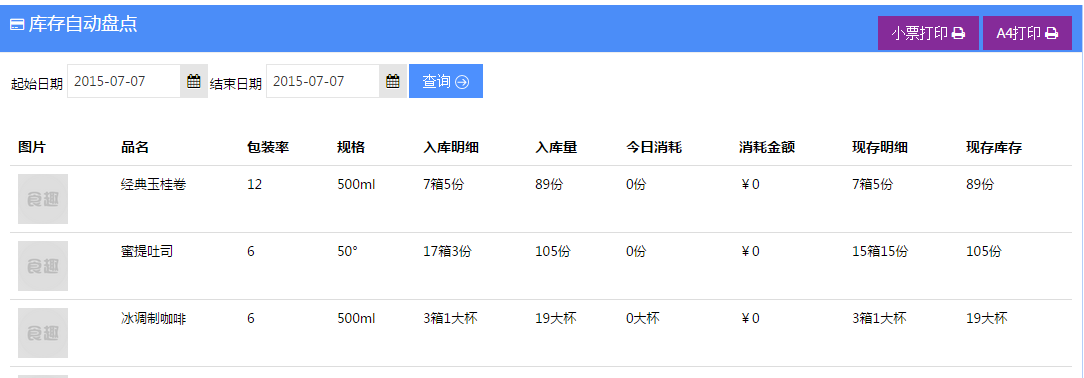 库存自动盘点
小票打印 A4打印
起始日期 2015-07-07 结束日期 2015-07-07 查询
图片 品名 包装率 规格 入库明细 入库量 今日消耗 消耗金额 现存明细 现存库存
食趣 经典玉桂卷 12 500ml 7箱5份 89份 0份 ￥0 7箱5份 89份
食趣 蜜提吐司 6 50° 17箱3份 105份 0份 ￥0 15箱15份 105份
食趣 冰调制咖啡 6 500ml 3箱1大杯 19大杯 0大杯 ￥0 3箱1大杯 19大杯